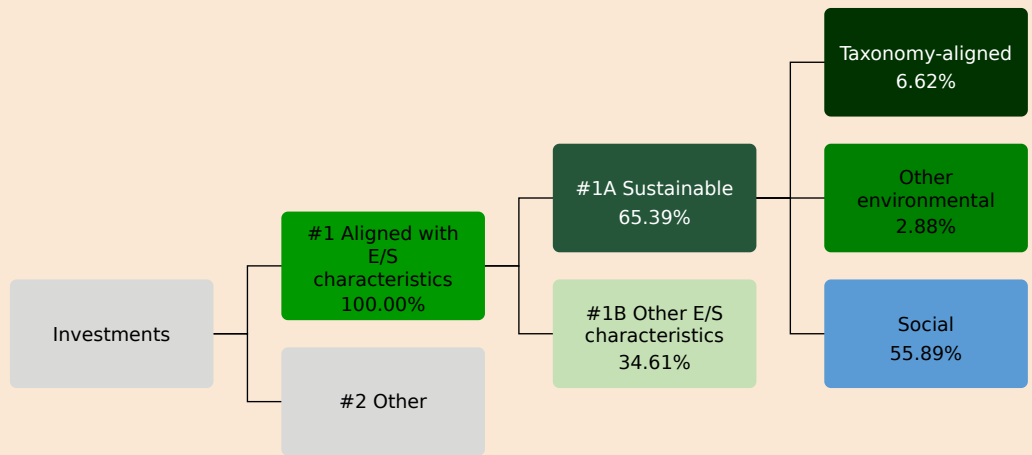 Investments
#1 Aligned with
E/S
characteristics
100.00%
#2 Other
#1A Sustainable
65.39%
#1B Other E/S
characteristics
34.61%
Taxonomy-aligned
6.62%
Other
environmental
2.88%
Social
55.89%